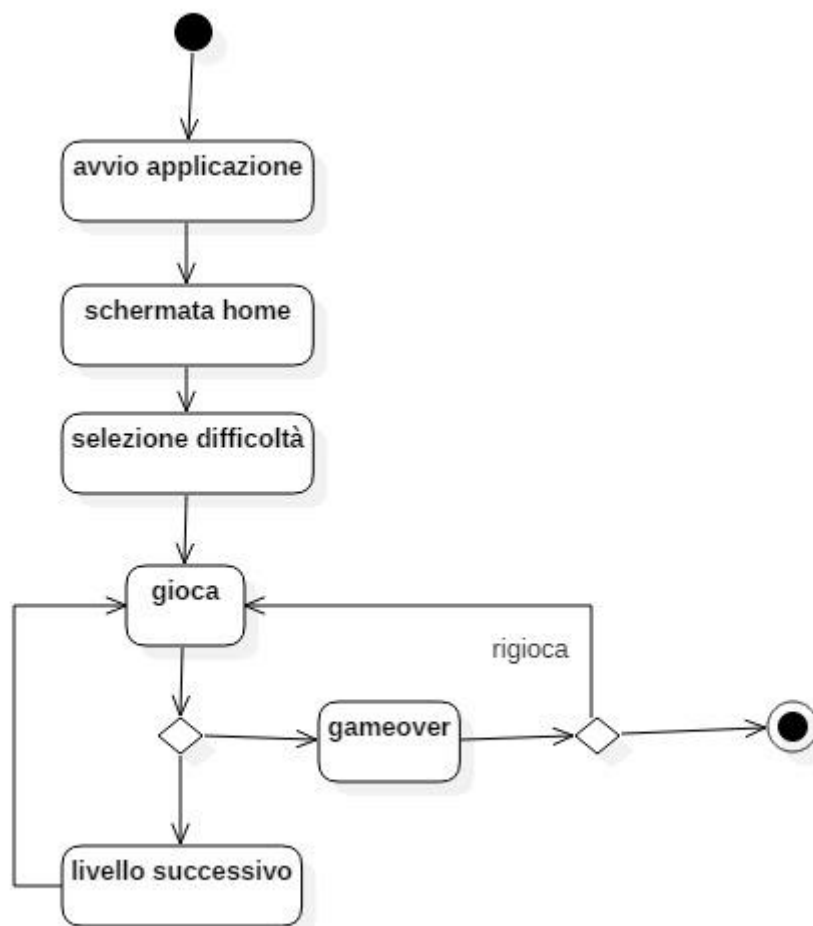 avvio applicazione
schermata home
selezione difficoltà
gioca
rigioca
gameover
livello successivo